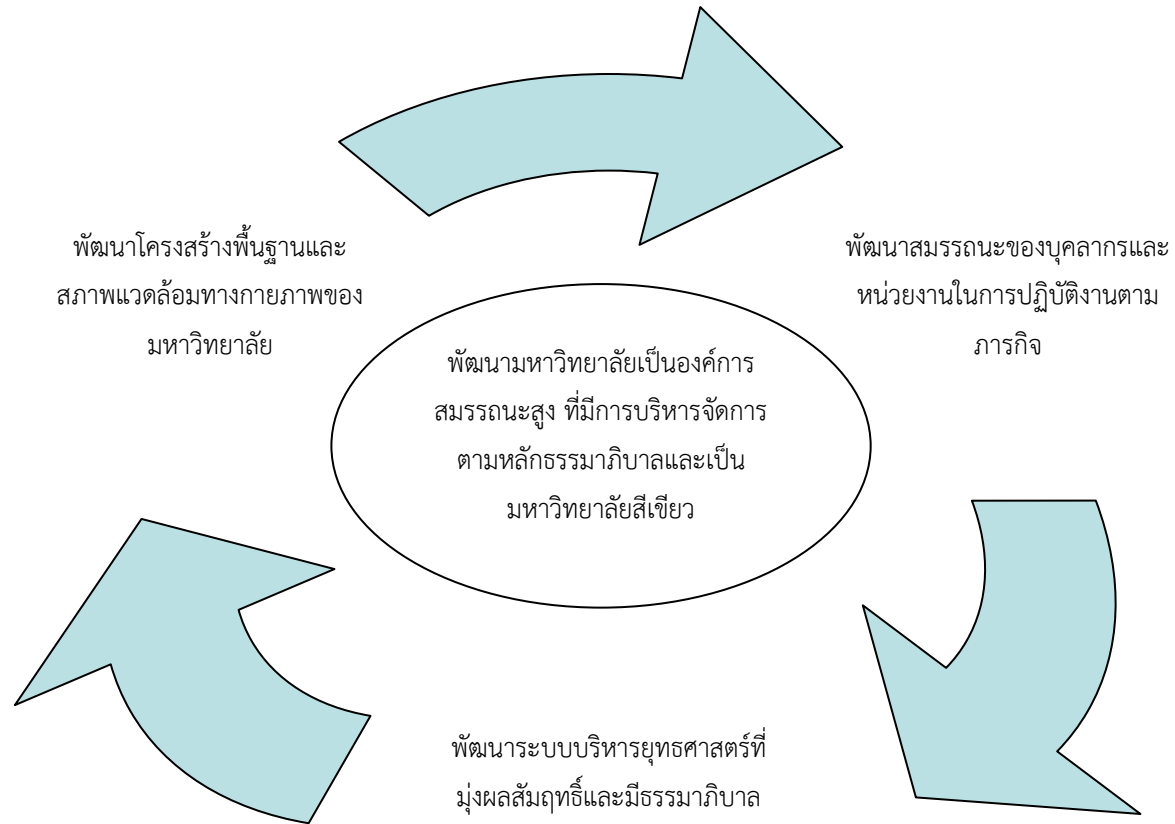 พัฒนาโครงสร้างพื้นฐานและ
สภาพแวดล้อมทางกายภาพของ
มหาวิทยาลัย
พัฒนาสมรรถนะของบุคลากรและ
หน่วยงานในการปฏิบัติงานตาม
ภารกิจ
พัฒนามหาวิทยาลัยเป็นองค์การ
สมรรถนะสูง ที่มีการบริหารจัดการ
ตามหลักธรรมาภิบาลและเป็น
มหาวิทยาลัยสีเขียว
พัฒนาระบบบริหารยุทธศาสตร์ที่
มุ่งผลสัมฤทธิ์และมีธรรมาภิบาล